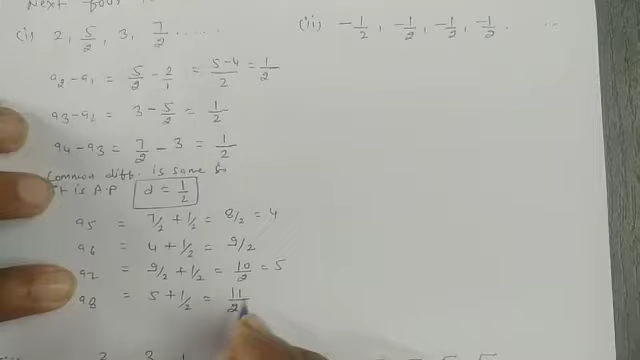 Next four
(i) 2, 5/2, 3, 7/2 .....
(ii) -1/2, -1/2, -1/2, -1/2 . ...
a2-a1 = 5/2 - 2/1 = 5-4/2 = 1/2
a3-a2 = 3 - 5/2 = 1/2
a4-a3 = 7/2 - 3 = 1/2
Common diff. is same so
it is A.P d = 1/2
a5 = 7/2 + 1/2 = 8/2 = 4
a6 = 4 + 1/2 = 9/2
a7 = 9/2 + 1/2 = 10/2 = 5
a8 = 5 + 1/2 = 11/2